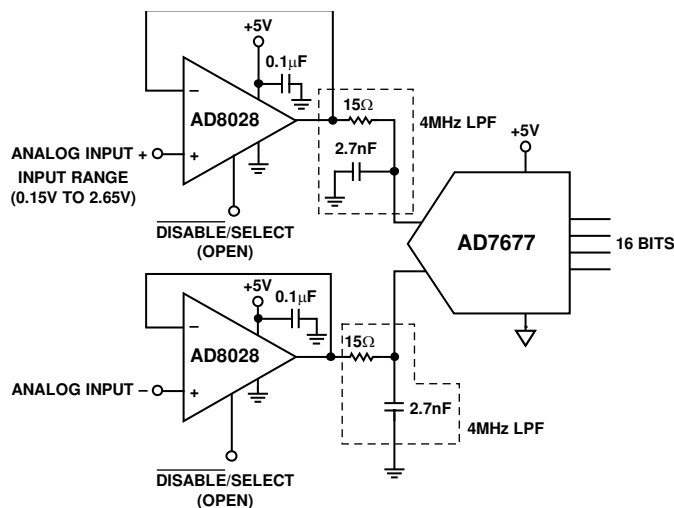 +5V
0.1µF
–
AD8028
+
15Ω
4MHz LPF
2.7nF
ANALOG INPUT +
INPUT RANGE
(0.15V TO 2.65V)
DISABLE/SELECT
(OPEN)
+5V
AD7677
16 BITS
+5V
0.1µF
–
AD8028
+
15Ω
ANALOG INPUT –
2.7nF
4MHz LPF
DISABLE/SELECT
(OPEN)